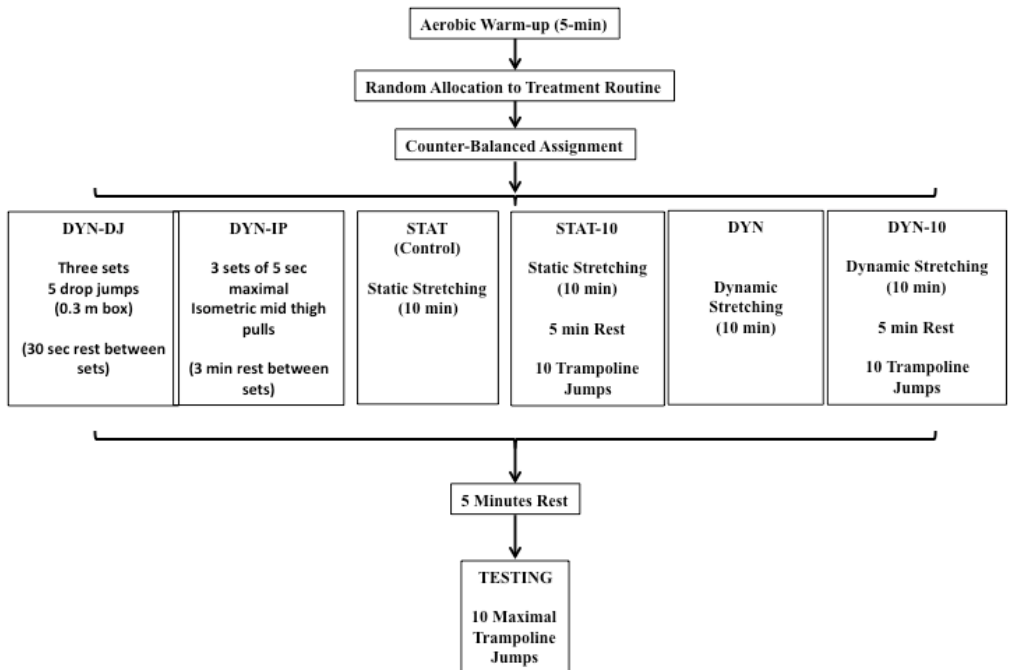 Aerobic Warm-up (5-min)
Random Allocation to Treatment Routine
Counter-Balanced Assignment
DYN-DJ
Three sets
5 drop jumps
(0.3 m box)
(30 sec rest between
sets)
DYN-IP
3 sets of 5 sec
maximal
Isometric mid thigh
pulls
(3 min rest between
sets)
STAT
(Control)
Static Stretching
(10 min)
STAT-10
Static Stretching
(10 min)
5 min Rest
10 Trampoline
Jumps
DYN
Dynamic
Stretching
(10 min)
DYN-10
Dynamic Stretching
(10 min)
5 min Rest
10 Trampoline
Jumps
5 Minutes Rest
TESTING
10 Maximal
Trampoline
Jumps